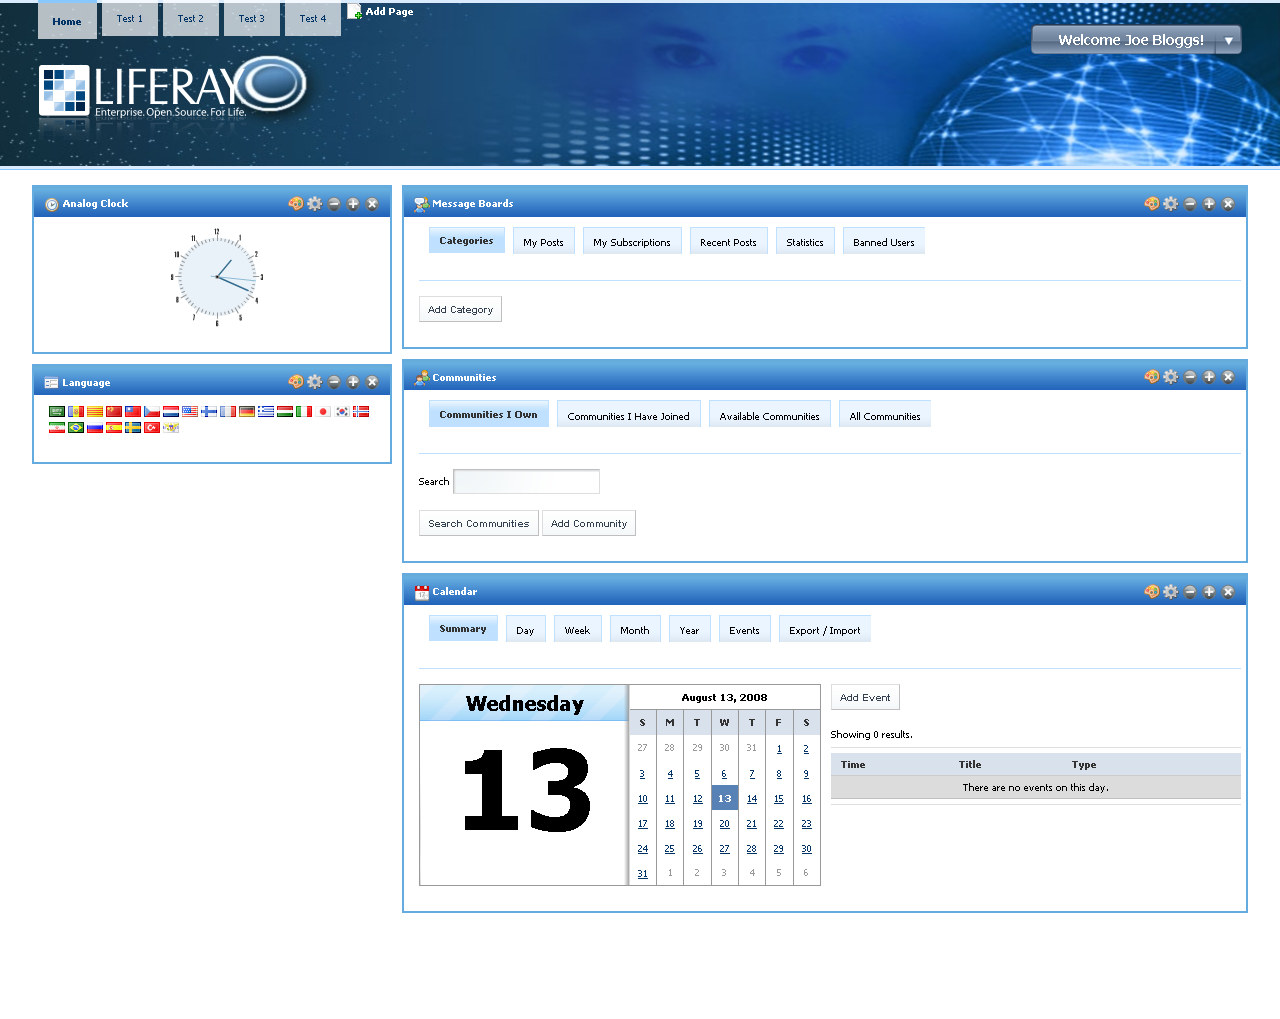 Home Test 1 Test 2 Test 3 Test 4 Add Page
Welcome Joe Bloggs!
LIFERAY
Enterprise. Open Source. For Life.
Analog Clock
12
1
2
3
4
5
6
7
8
9
10
11
Language
Message Boards
Categories My Posts My Subscriptions Recent Posts Statistics Banned Users
Add Category
Communities
Communities I Own Communities I Have Joined Available Communities All Communities
Search
Search Communities Add Community
Calendar
Summary Day Week Month Year Events Export / Import
Wednesday
13
August 13, 2008
S M T W T F S
27 28 29 30 31 1 2
3 4 5 6 7 8 9
10 11 12 13 14 15 16
17 18 19 20 21 22 23
24 25 26 27 28 29 30
31 1 2 3 4 5 6
Add Event
Showing 0 results.
Time Title Type
There are no events on this day.